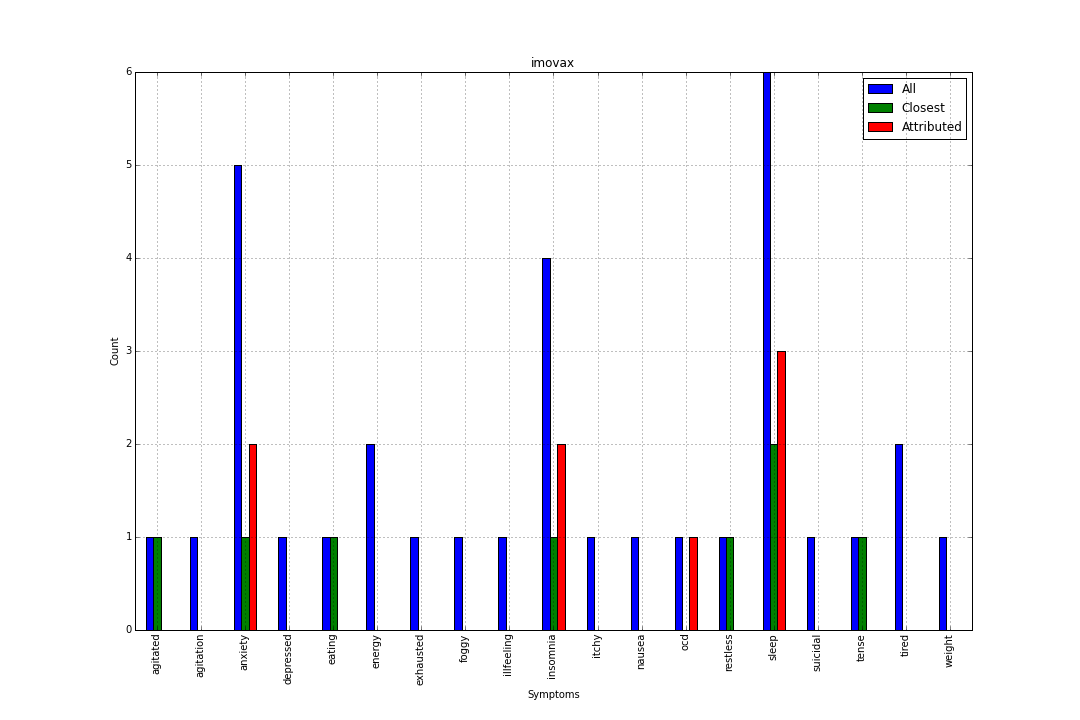 imovax
All
Closest
Attributed
Count
6
5
4
3
2
1
0
agitated
agitation
anxiety
depressed
eating
energy
exhausted
foggy
illfeeling
insomnia
itchy
nausea
ocd
restless
sleep
suicidal
tense
tired
weight
Symptoms